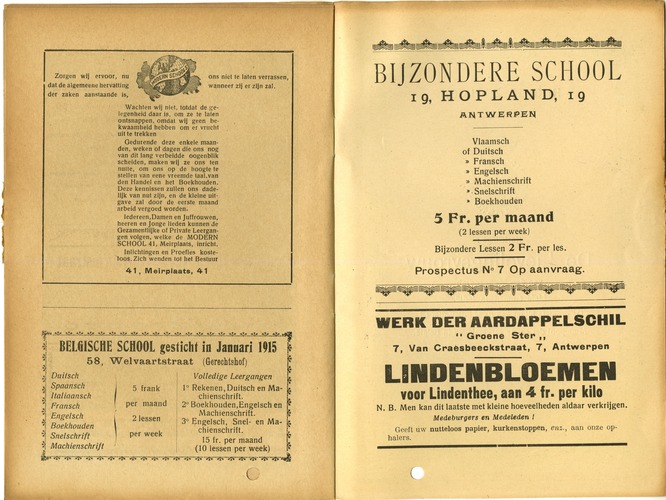 MODERN SCHOOL
Zorgen wij ervoor, nu ons niet te laten verrassen,
dat de algemeene hervatting wanneer zij er zijn zal.
der zaken aanstaande is,
Wachten wij niet, totdat de ge-
legenheid daar is, om ze te laten
ontsnappen, omdat wij geen be-
kwaamheid hebben om er vrucht
uit te trekken
Gedurende deze enkele maan-
den, weken of dagen die ons nog
van dit lang verbeidde oogenblik
scheiden, maken wij ze ons ten
nutte, om ons op de hoogte te
stellen van eene vreemde taal, van
den Handel en het Boekhouden.
Deze kennissen zullen ons dade-
lijk van nut zijn, en de kleine uit-
gave zal door de eerste maand
arbeid vergoed worden.
Iedereen, Damen en Juffrouwen,
heeren en Jonge lieden kunnen de
Gezamentlijke of Private Leergan-
gen volgen, welke de MODERN
SCHOOL 41, Meirplaats, inricht.
Inlichtingen en Proefles koste-
loos. Zich wenden tot het Bestuur
41, Meirplaats, 41
BELGISCHE SCHOOL gesticht in Januari 1915
58, Welvaartstraat (Gerechtshof)
Duitsch
Spaansch
Italiaansch
Fransch
Engelsch
Boekhouden
Snelschrift
Machienschrift
5 frank
per maand
2 lessen
per week
Volledige Leergangen
1º Rekenen, Duitsch en Ma-
chienschrift.
2º Boekhouden, Engelsch en
Machienschrift.
3º Engelsch, Snel- en Ma-
chienschrift.
15 fr. per maand
(10 lessen per week)
BIJZONDERE SCHOOL
19, HOPLAND, 19
ANTWERPEN
Vlaamsch
of Duitsch
» Fransch
» Engelsch
» Machienschrift
» Snelschrift
» Boekhouden
5 Fr. per maand
(2 lessen per week)
Bijzondere Lessen 2 Fr. per les.
Prospectus Nº 7 Op aanvraag.
WERK DER AARDAPPELSCHIL
" Groene Ster „
7, Van Craesbeeckstraat, 7, Antwerpen
LINDENBLOEMEN
voor Lindenthee, aan 4 fr. per kilo
N. B. Men kan dit laatste met kleine hoeveelheden aldaar verkrijgen.
Medeburgers en Medeleden !
Geeft uw nutteloos papier, kurkenstoppen, enz., aan onze op-
halers.